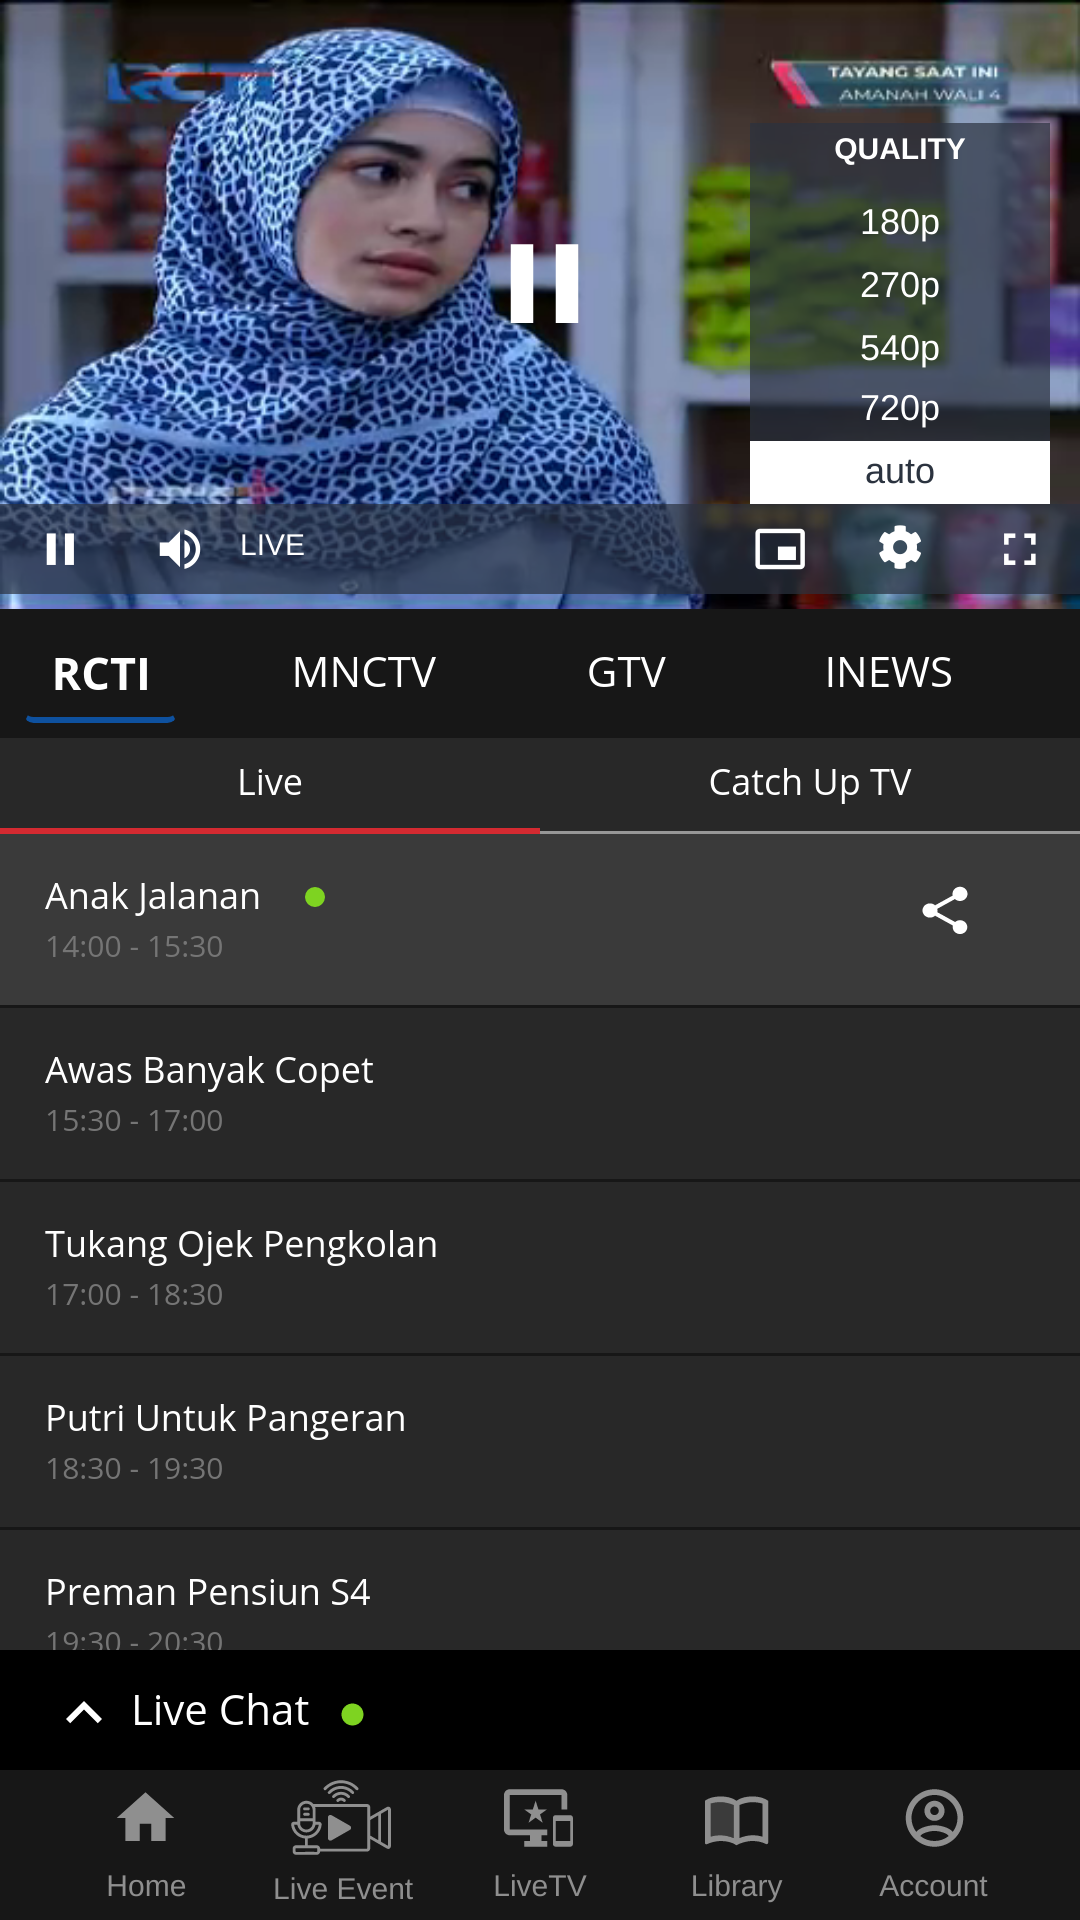 RCTI
TAYANG SAAT INI
AMANAH WALI 4
QUALITY
180p
270p
540p
720p
auto
LIVE
RCTI
MNCTV
GTV
INEWS
Live
Catch Up TV
Anak Jalanan
14:00 - 15:30
Awas Banyak Copet
15:30 - 17:00
Tukang Ojek Pengkolan
17:00 - 18:30
Putri Untuk Pangeran
18:30 - 19:30
Preman Pensiun S4
19:30 - 20:30
Live Chat
Home
Live Event
LiveTV
Library
Account